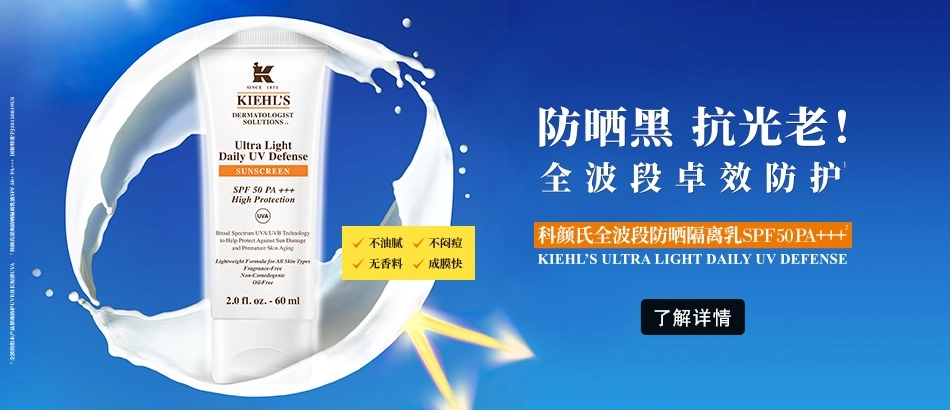 SINCE 1851
KIEHL'S
DERMATOLOGIST
SOLUTIONS™
Ultra Light
Daily UV Defense
SUNSCREEN
SPF 50 PA +++
High Protection
UVA
Broad Spectrum UVA/UVB Technology
to Help Protect Against Sun Damage
and Premature Skin Aging
Lightweight Formula for All Skin Types
Fragrance-Free
Non-Comedogenic
Oil-Free
2.0 fl. oz. - 60 ml
✓ 不油腻 ✓ 不闷痘
✓ 无香料 ✓ 成膜快
防晒黑 抗光老!
全波段卓效防护¹
科颜氏全波段防晒隔离乳SPF50 PA+++²
KIEHL'S ULTRA LIGHT DAILY UV DEFENSE
了解详情